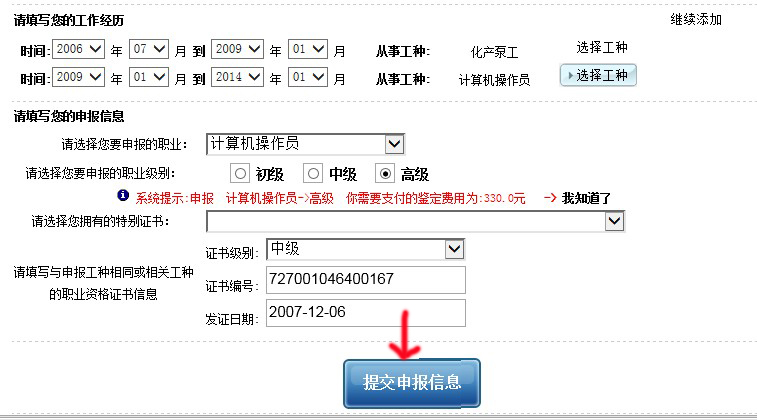 请填写您的工作经历 继续添加
时间: 2006 年 07 月 到 2009 年 01 月 从事工种: 化产泵工 选择工种
时间: 2009 年 01 月 到 2014 年 01 月 从事工种: 计算机操作员 选择工种
请填写您的申报信息
请选择您要申报的职业: 计算机操作员
请选择您要申报的职业级别: 初级 中级 高级
系统提示:申报 计算机操作员->高级 你需要支付的鉴定费用为:330.0元 -> 我知道了
请选择您拥有的特别证书:
请填写与申报工种相同或相关工种
的职业资格证书信息
证书级别: 中级
证书编号: 727001046400167
发证日期: 2007-12-06
提交申报信息